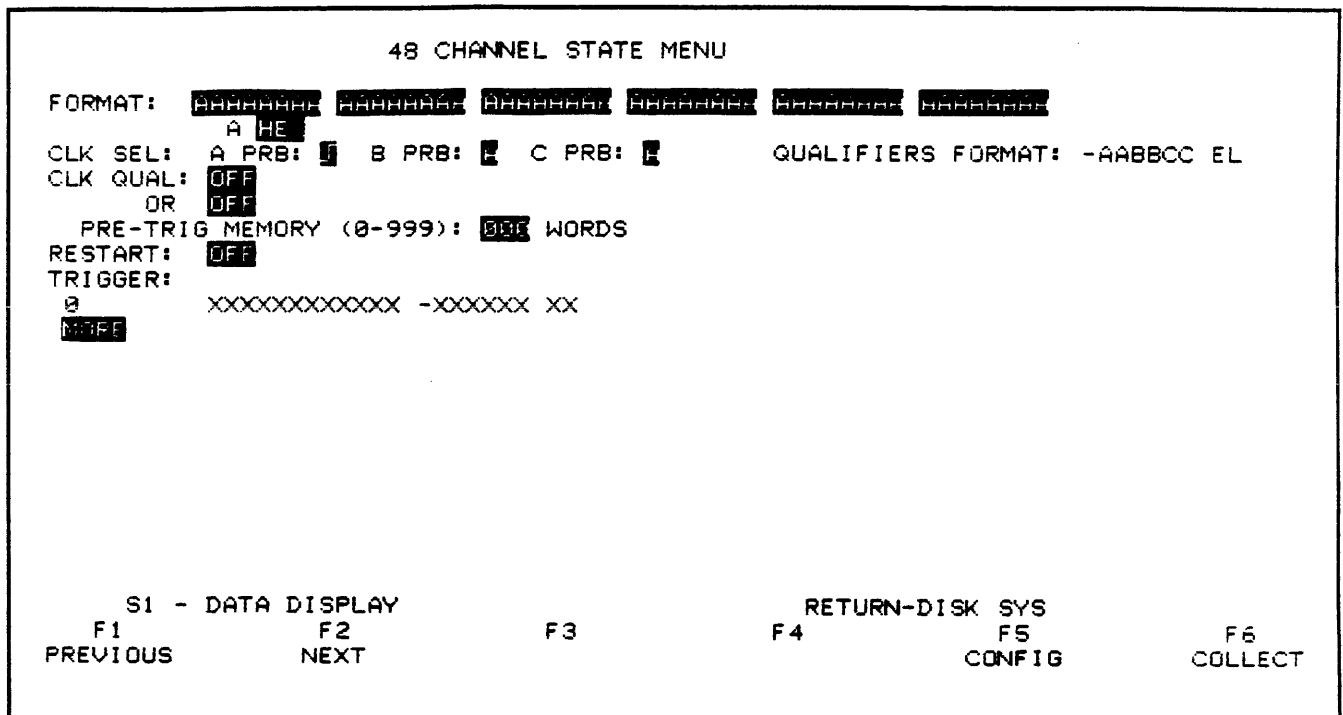 48 CHANNEL STATE MENU
FORMAT: AAAAAAAA AAAAAAAA AAAAAAAA AAAAAAAA AAAAAAAA AAAAAAAA
A HE
CLK SEL: A PRB: B PRB: C PRB: QUALIFIERS FORMAT: -AABBCC EL
CLK QUAL: OFF
OR OFF
PRE-TRIG MEMORY (0-999): WORDS
RESTART: OFF
TRIGGER:
0 XXXXXXXXXXXX -XXXXXX XX
MORE
S1 - DATA DISPLAY RETURN-DISK SYS
F1 F2 F3 F4 F5 F6
PREVIOUS NEXT CONFIG COLLECT